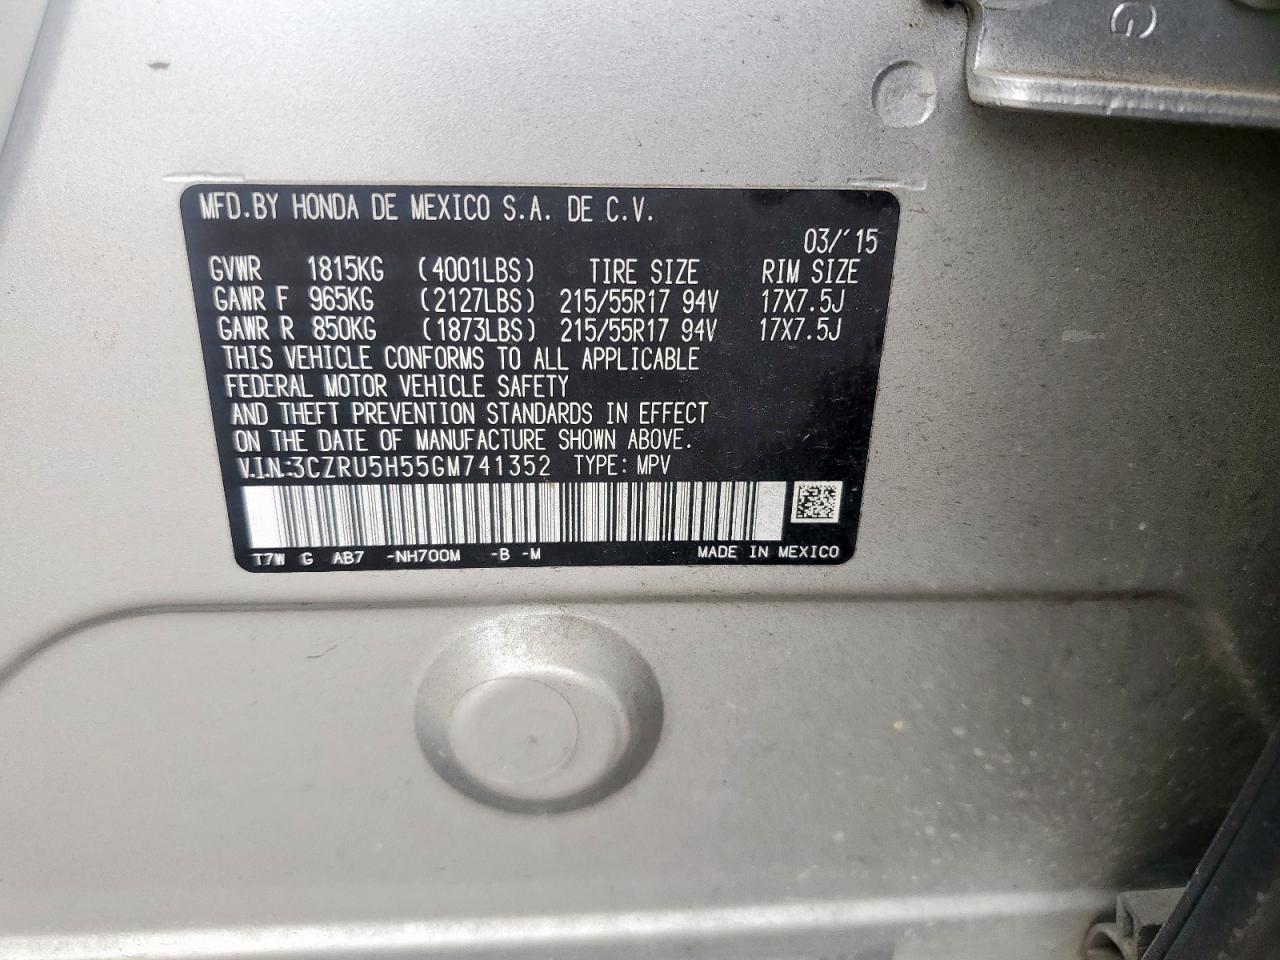 G
MFD.BY HONDA DE MEXICO S.A. DE C.V.
03/'15
GVWR 1815KG (4001LBS) TIRE SIZE RIM SIZE
GAWR F 965KG (2127LBS) 215/55R17 94V 17X7.5J
GAWR R 850KG (1873LBS) 215/55R17 94V 17X7.5J
THIS VEHICLE CONFORMS TO ALL APPLICABLE
FEDERAL MOTOR VEHICLE SAFETY
AND THEFT PREVENTION STANDARDS IN EFFECT
ON THE DATE OF MANUFACTURE SHOWN ABOVE.
V.I.N.:3CZRU5H55GM741352 TYPE: MPV
T7W G AB7 -NH700M -B -M MADE IN MEXICO